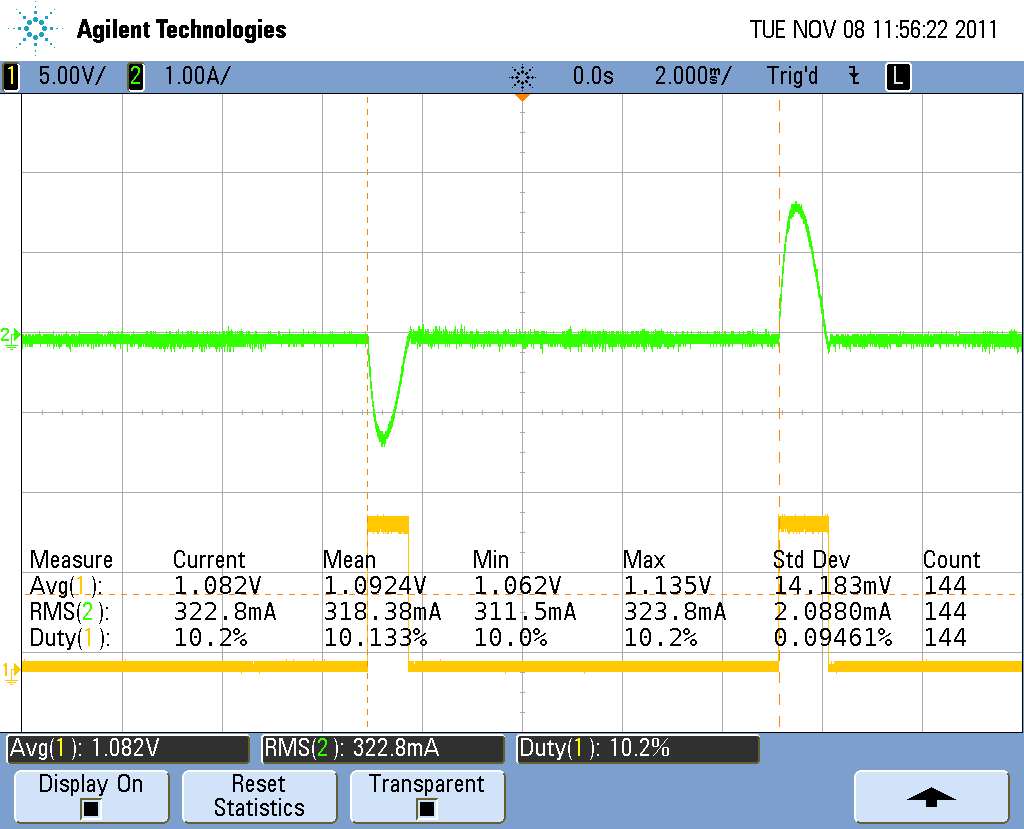 Agilent Technologies TUE NOV 08 11:56:22 2011
1 5.00V/ 2 1.00A/ 0.0s 2.000ms/ Trig'd L
2
Measure Current Mean Min Max Std Dev Count
Avg(1): 1.082V 1.0924V 1.062V 1.135V 14.183mV 144
RMS(2): 322.8mA 318.38mA 311.5mA 323.8mA 2.0880mA 144
Duty(1): 10.2% 10.133% 10.0% 10.2% 0.09461% 144
1
Avg(1): 1.082V RMS(2): 322.8mA Duty(1): 10.2%
Display On Reset Statistics Transparent